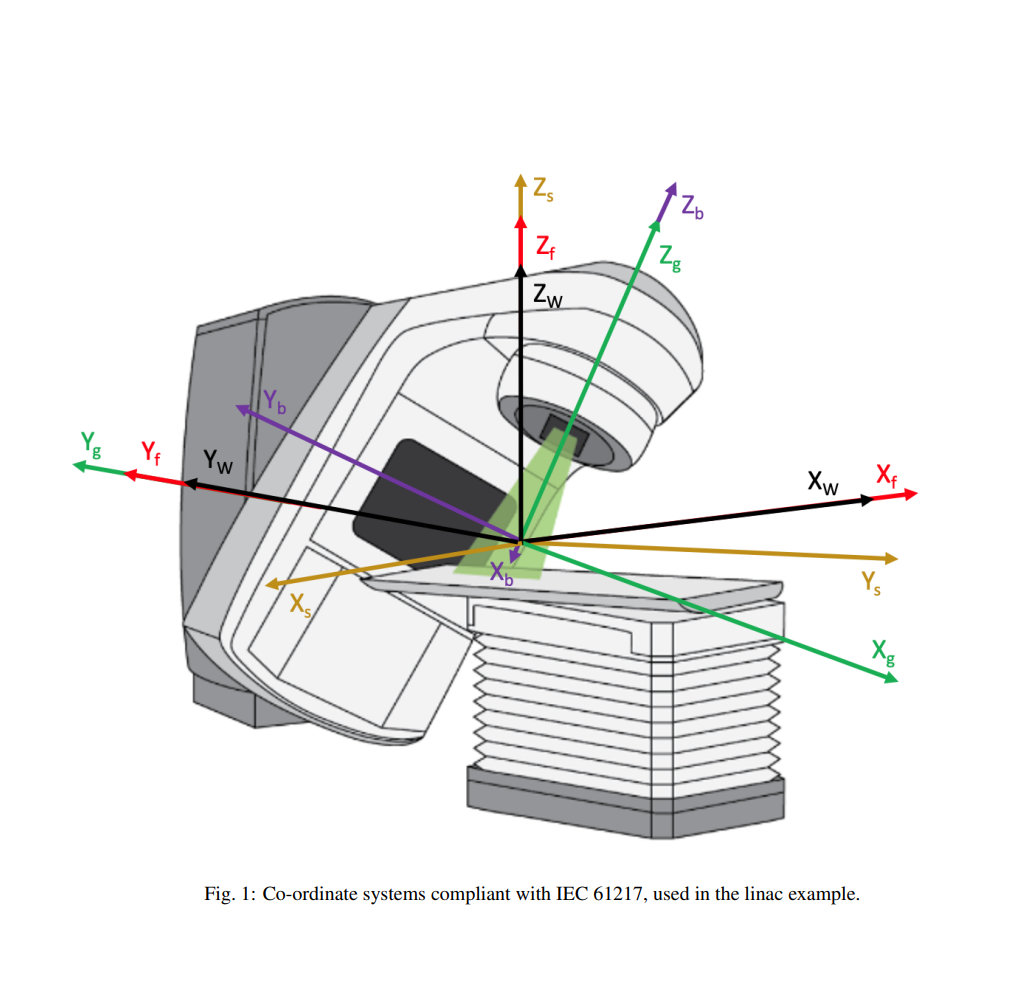 Zs
Zb
Zf
Zg
ZW
Yb
Yg
Yf
YW
XW
Xf
Xb
Ys
Xs
Xg
Fig. 1: Co-ordinate systems compliant with IEC 61217, used in the linac example.